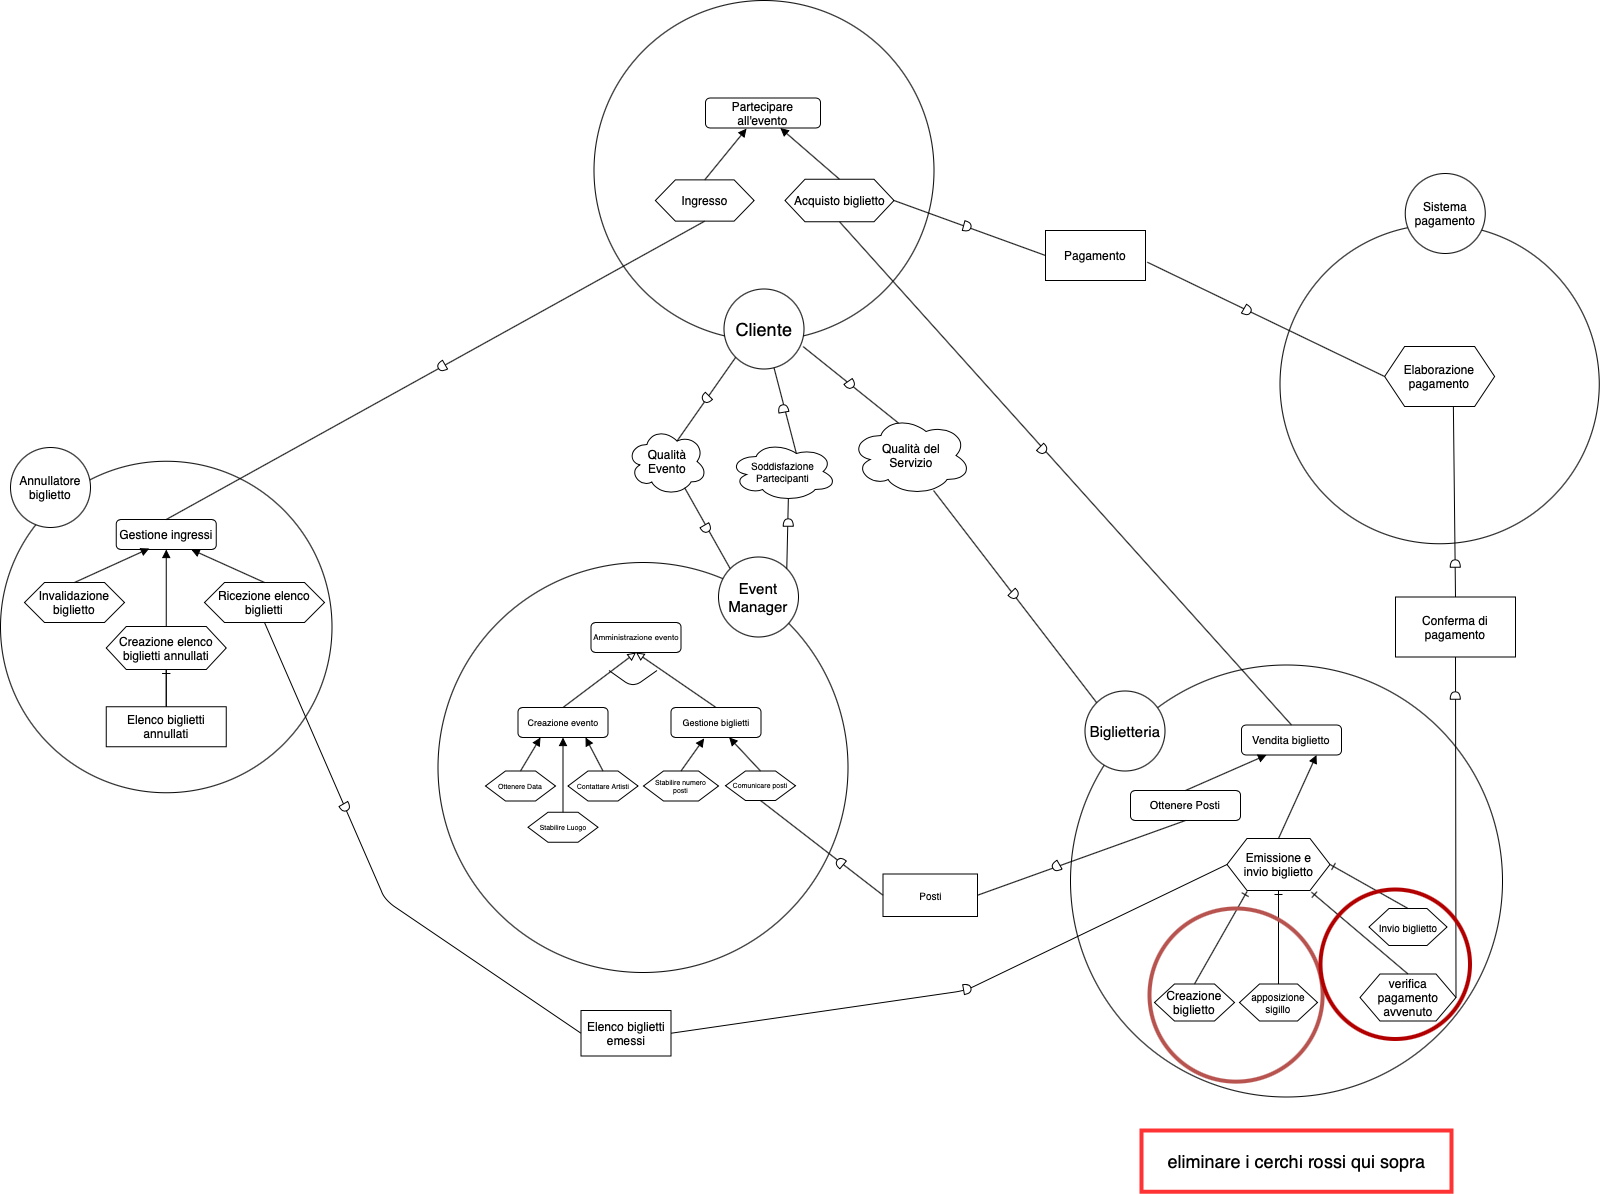 Partecipare
all'evento
Ingresso
Acquisto biglietto
Sistema
pagamento
Pagamento
Cliente
Elaborazione
pagamento
Qualità
Evento
Soddisfazione
Partecipanti
Qualità del
Servizio
Annullatore
biglietto
Gestione ingressi
Invalidazione
biglietto
Ricezione elenco
biglietti
Creazione elenco
biglietti annullati
Elenco biglietti
annullati
Event
Manager
Amministrazione evento
Creazione evento
Gestione biglietti
Ottenere Data
Contattare Artisti
Stabilire numero
posti
Comunicare posti
Stabilire Luogo
Conferma di
pagamento
Biglietteria
Vendita biglietto
Ottenere Posti
Emissione e
invio biglietto
Posti
Invio biglietto
Creazione
biglietto
apposizione
sigillo
verifica
pagamento
avvenuto
Elenco biglietti
emessi
eliminare i cerchi rossi qui sopra